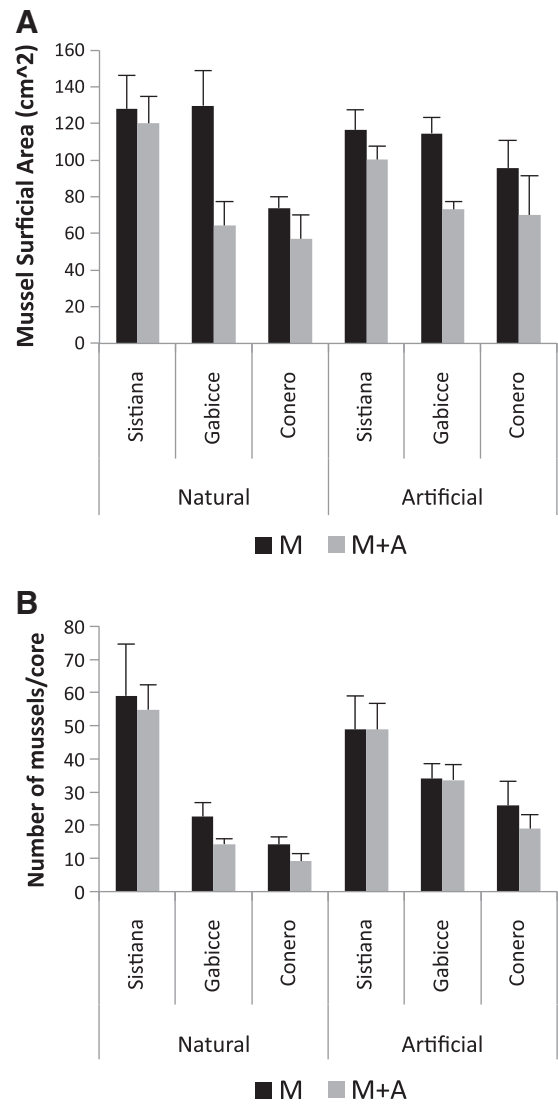 A
Mussel Surficial Area (cm^2)
160
140
120
100
80
60
40
20
0
Sistiana
Gabicce
Conero
Sistiana
Gabicce
Conero
Natural Artificial
M M+A
B
Number of mussels/core
80
70
60
50
40
30
20
10
0
Sistiana
Gabicce
Conero
Sistiana
Gabicce
Conero
Natural Artificial
M M+A